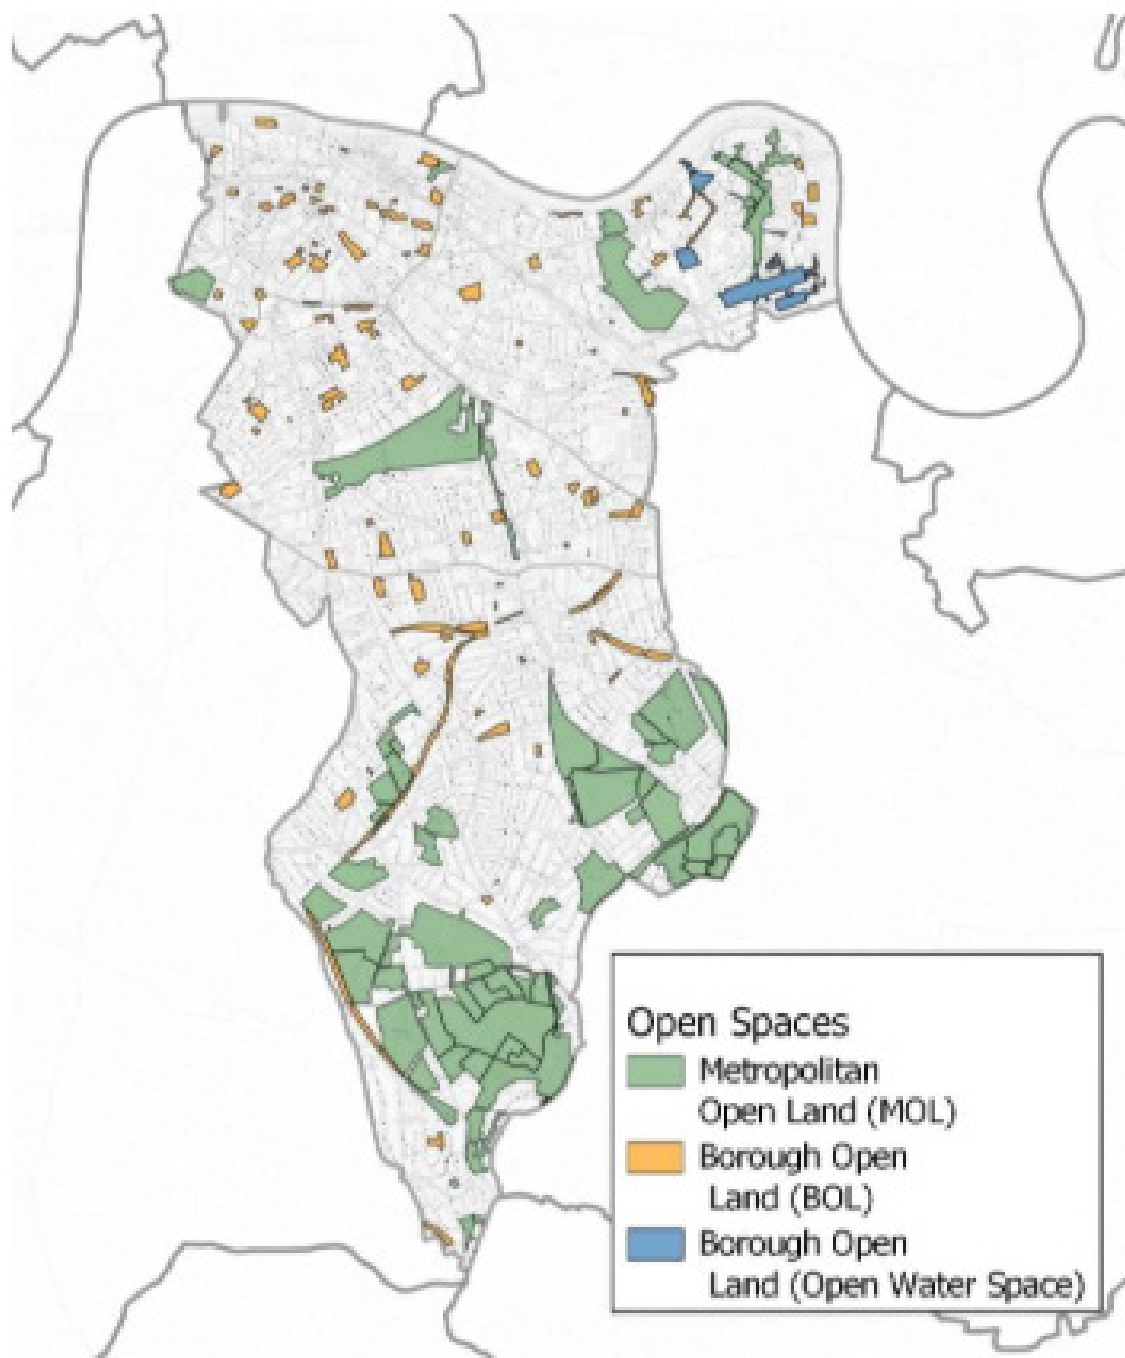 Open Spaces
Metropolitan
Open Land (MOL)
Borough Open
Land (BOL)
Borough Open
Land (Open Water Space)